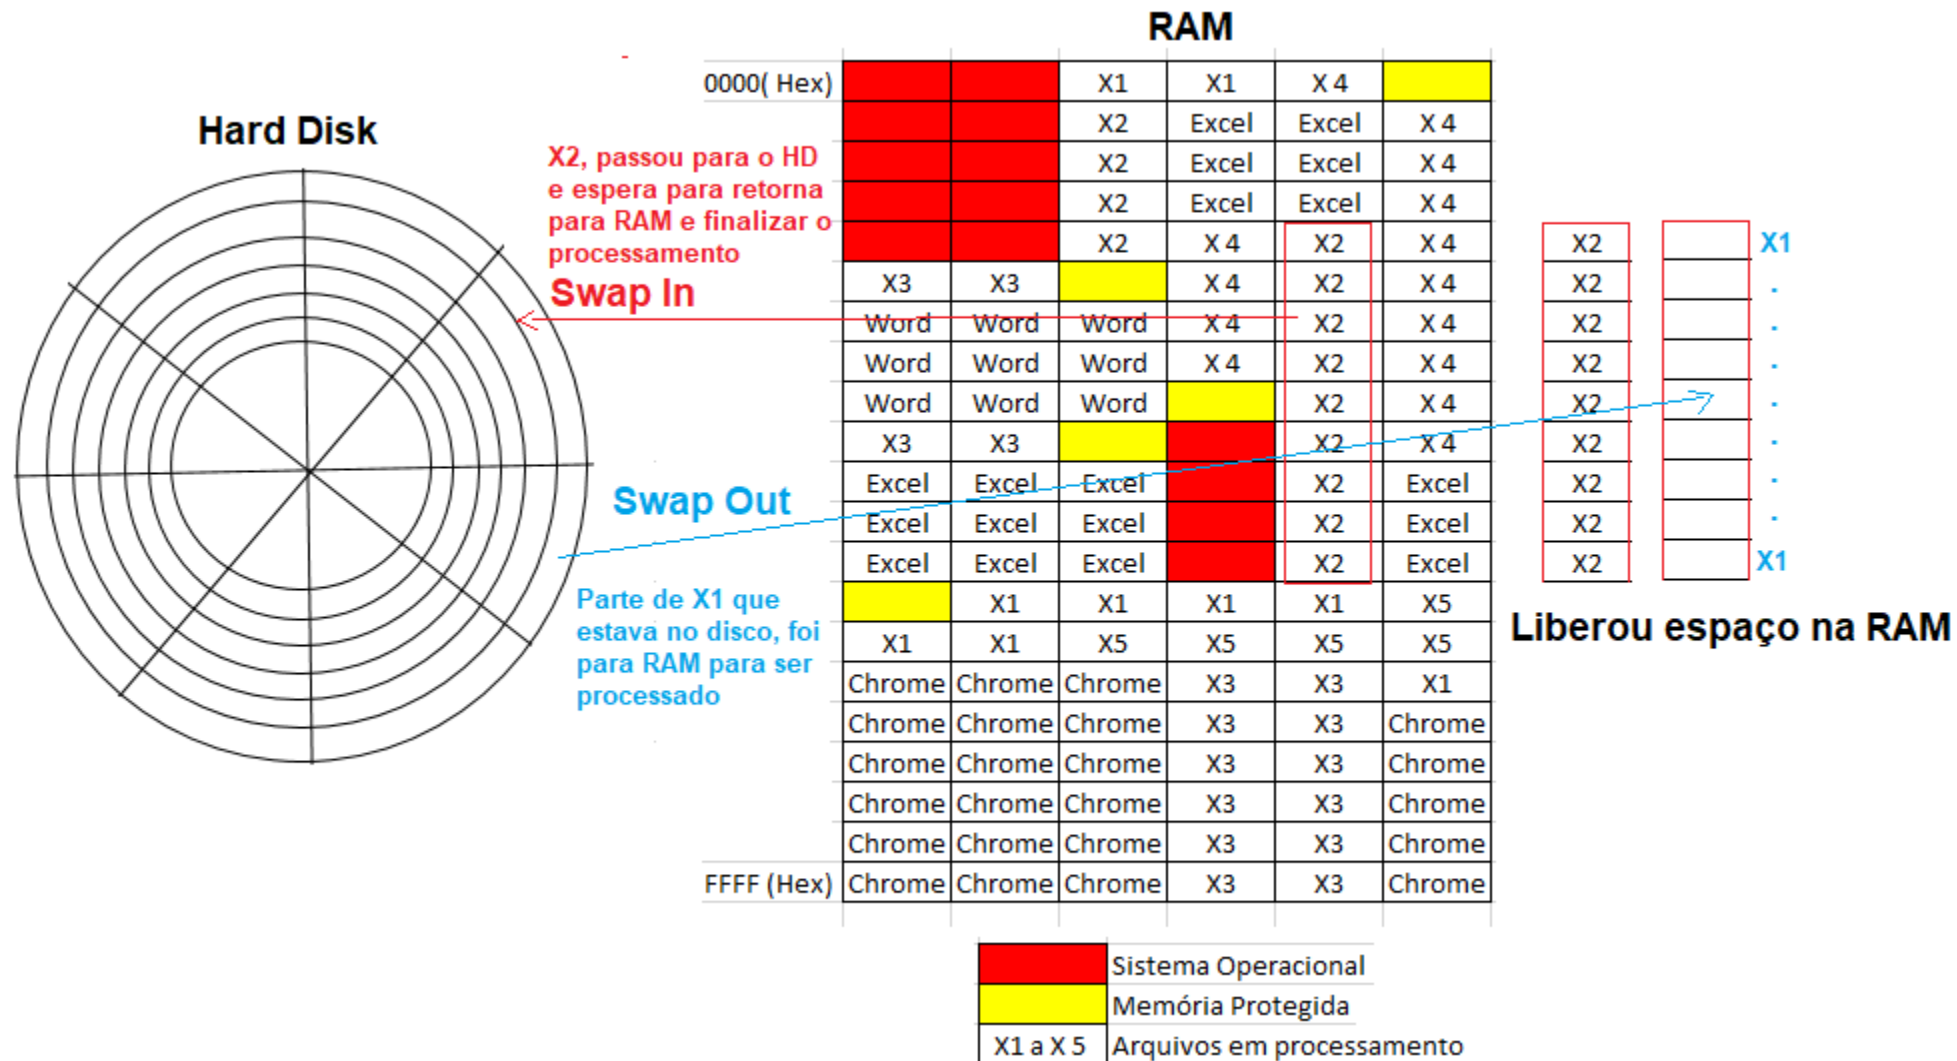 RAM
Hard Disk
X2, passou para o HD
e espera para retorna
para RAM e finalizar o
processamento
Swap In
Swap Out
Parte de X1 que
estava no disco, foi
para RAM para ser
processado
0000( Hex) X1 X1 X 4
X2 Excel Excel X 4
X2 Excel Excel X 4
X2 Excel Excel X 4
X2 X 4 X2 X 4
X3 X3 X 4 X2 X 4
Word Word Word X 4 X2 X 4
Word Word Word X 4 X2 X 4
Word Word Word X2 X 4
X3 X3 X2 X 4
Excel Excel Excel X2 Excel
Excel Excel Excel X2 Excel
Excel Excel Excel X2 Excel
X1 X1 X1 X1 X5
X1 X1 X5 X5 X5 X5
Chrome Chrome Chrome X3 X3 X1
Chrome Chrome Chrome X3 X3 Chrome
Chrome Chrome Chrome X3 X3 Chrome
Chrome Chrome Chrome X3 X3 Chrome
Chrome Chrome Chrome X3 X3 Chrome
FFFF (Hex) Chrome Chrome Chrome X3 X3 Chrome
X2 X1
X2 .
X2 .
X2 .
X2 .
X2 .
X2 .
X2 .
X2 X1
Liberou espaço na RAM
Sistema Operacional
Memória Protegida
X1 a X 5 Arquivos em processamento